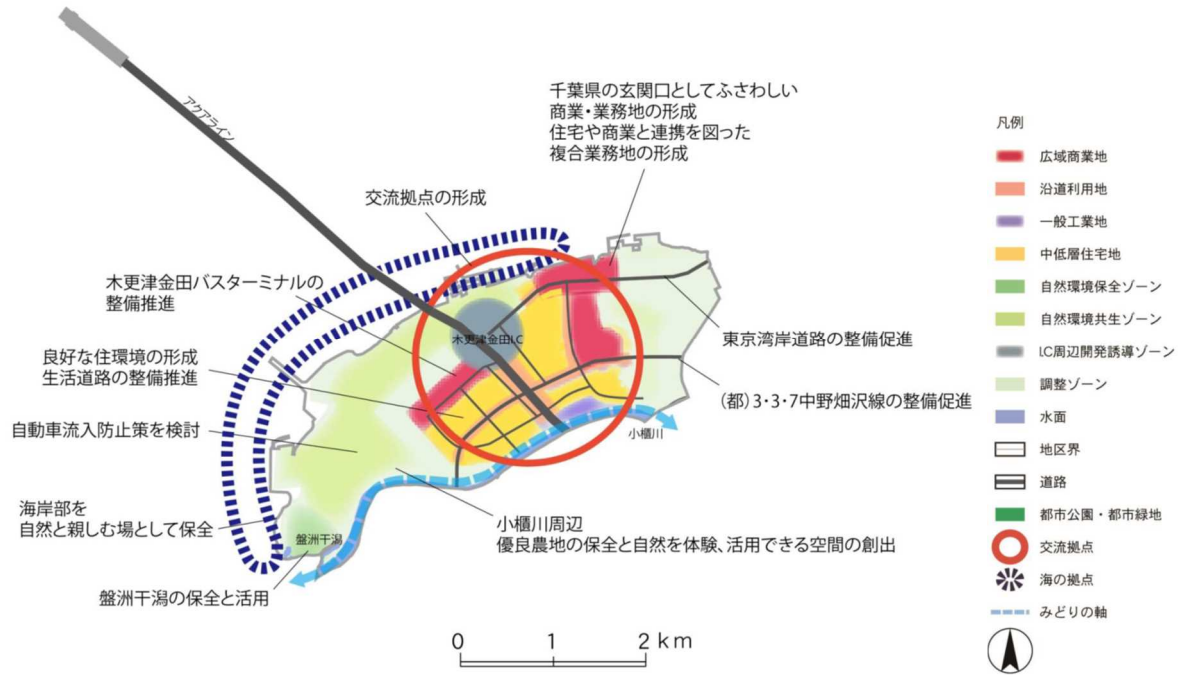 千葉県の玄関口としてふさわしい
商業・業務地の形成
住宅や商業と連携を図った
複合業務地の形成
アクアライン
交流拠点の形成
木更津金田バスターミナルの
整備推進
木更津金田I.C
良好な住環境の形成
生活道路の整備推進
東京湾岸道路の整備促進
(都)3・3・7中野畑沢線の整備促進
自動車流入防止策を検討
小櫃川
海岸部を
自然と親しむ場として保全
小櫃川周辺
優良農地の保全と自然を体験、活用できる空間の創出
盤洲干潟
盤洲干潟の保全と活用
0 1 2 km
凡例
広域商業地
沿道利用地
一般工業地
中低層住宅地
自然環境保全ゾーン
自然環境共生ゾーン
I.C周辺開発誘導ゾーン
調整ゾーン
水面
地区界
道路
都市公園・都市緑地
交流拠点
海の拠点
みどりの軸